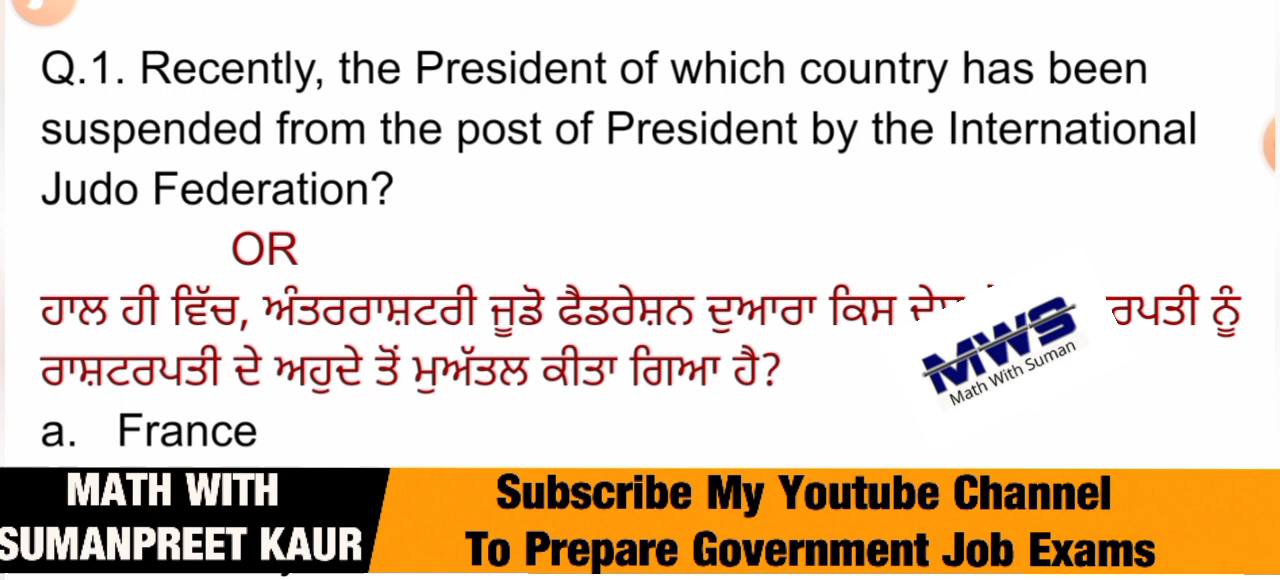 Q.1. Recently, the President of which country has been
suspended from the post of President by the International
Judo Federation?
OR
ਹਾਲ ਹੀ ਵਿੱਚ, ਅੰਤਰਰਾਸ਼ਟਰੀ ਜੂਡੋ ਫੈਡਰੇਸ਼ਨ ਦੁਆਰਾ ਕਿਸ ਨੂੰ
ਰਾਸ਼ਟਰਪਤੀ ਦੇ ਅਹੁਦੇ ਤੋਂ ਮੁਅੱਤਲ ਕੀਤਾ ਗਿਆ ਹੈ?
MWS
Math With Suman
a. France
MATH WITH
SUMANPREET KAUR
Subscribe My Youtube Channel
To Prepare Government Job Exams